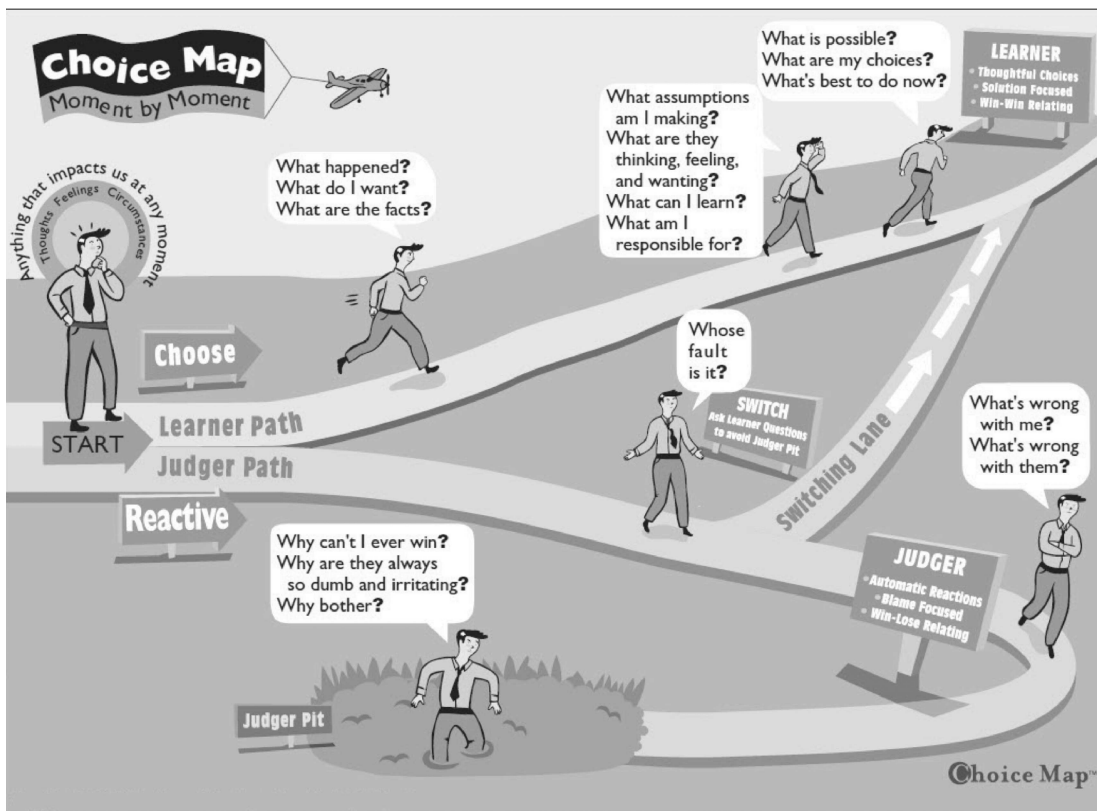 Choice Map
Moment by Moment
Anything that impacts us at any moment
Thoughts Feelings Circumstances
START
Choose
Learner Path
Judger Path
Reactive
What happened?
What do I want?
What are the facts?
What assumptions
am I making?
What are they
thinking, feeling,
and wanting?
What can I learn?
What am I
responsible for?
What is possible?
What are my choices?
What's best to do now?
LEARNER
• Thoughtful Choices
• Solution Focused
• Win-Win Relating
Whose
fault
is it?
SWITCH
Ask Learner Questions
to avoid Judger Pit
Switching Lane
What's wrong
with me?
What's wrong
with them?
JUDGER
• Automatic Reactions
• Blame Focused
• Win-Lose Relating
Why can't I ever win?
Why are they always
so dumb and irritating?
Why bother?
Judger Pit
Choice Map™